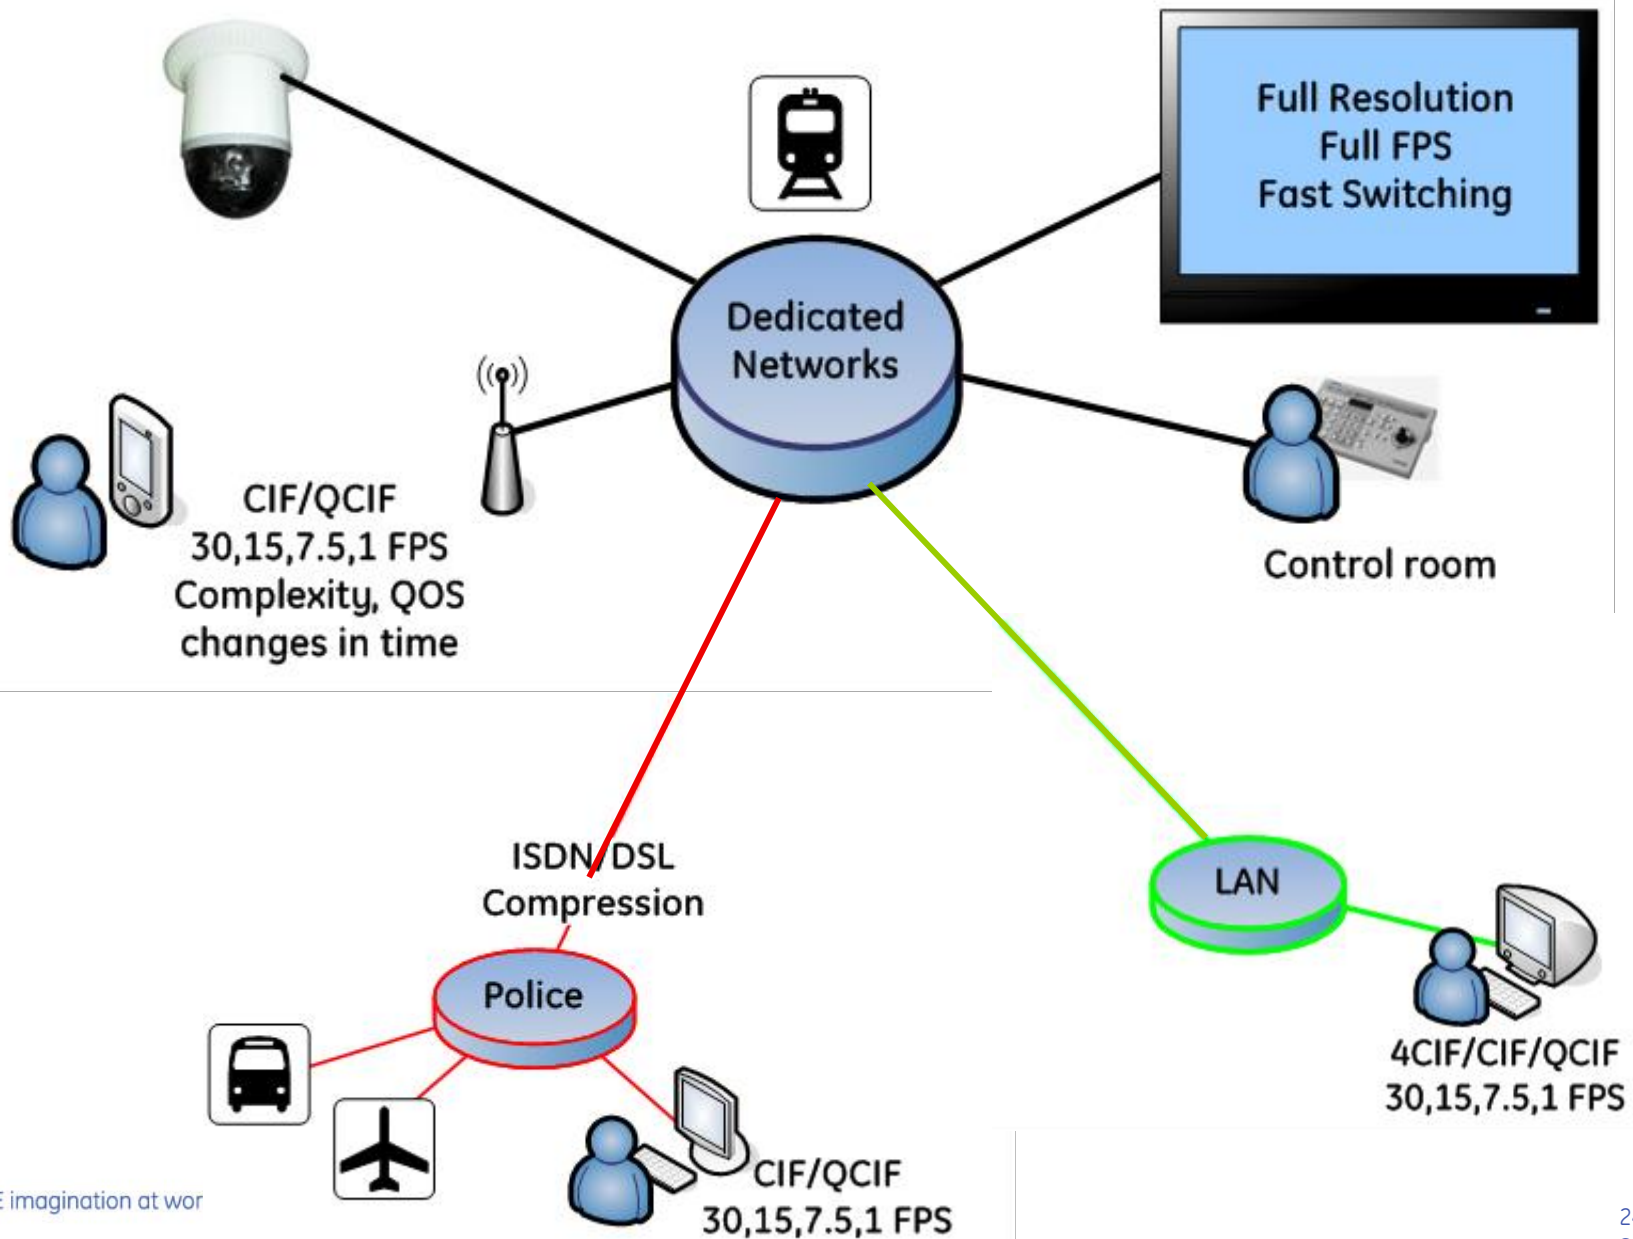 Full Resolution
Full FPS
Fast Switching
Dedicated
Networks
CIF/QCIF
30,15,7.5,1 FPS
Complexity, QOS
changes in time
Control room
ISDN/DSL
Compression
LAN
Police
4CIF/CIF/QCIF
30,15,7.5,1 FPS
CIF/QCIF
30,15,7.5,1 FPS
imagination at wor